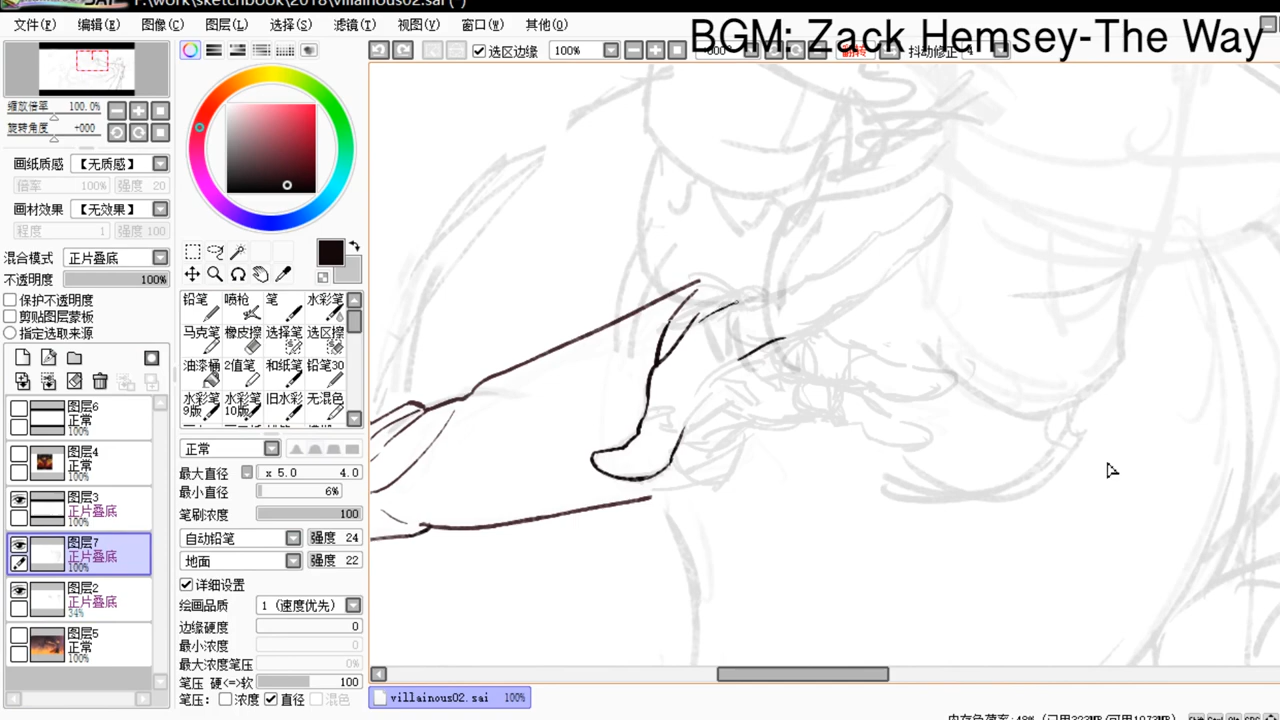 F:\work\sketchbook\2018\villainous02.sai (*)
文件(F) 编辑(E) 图像(C) 图层(L) 选择(S) 滤镜(T) 视图(V) 窗口(W) 其他(O)
BGM: Zack Hemsey-The Way
选区边缘 100% 翻转 抖动修正
缩放倍率 100.0%
旋转角度 +000
画纸质感 【无质感】
倍率 100% 强度 20
画材效果 【无效果】
程度 1 强度 100
混合模式 正片叠底
不透明度 100%
保护不透明度
剪贴图层蒙板
指定选取来源
图层6
正常
100%
图层4
正常
100%
图层3
正片叠底
100%
图层7
正片叠底
100%
图层2
正片叠底
34%
图层5
正常
100%
铅笔 喷枪 笔 水彩笔
马克笔 橡皮擦 选择笔 选区擦
油漆桶 2值笔 和纸笔 铅笔30
水彩笔9版 水彩笔10版 旧水彩 无混色
正常
最大直径 x 5.0 4.0
最小直径 6%
笔刷浓度 100
自动铅笔 强度 24
地面 强度 22
详细设置
绘画品质 1 (速度优先)
边缘硬度 0
最小浓度 0
最大浓度笔压 0%
笔压 硬<=>软 100
笔压: 浓度 直径 混色
villainous02.sai 100%